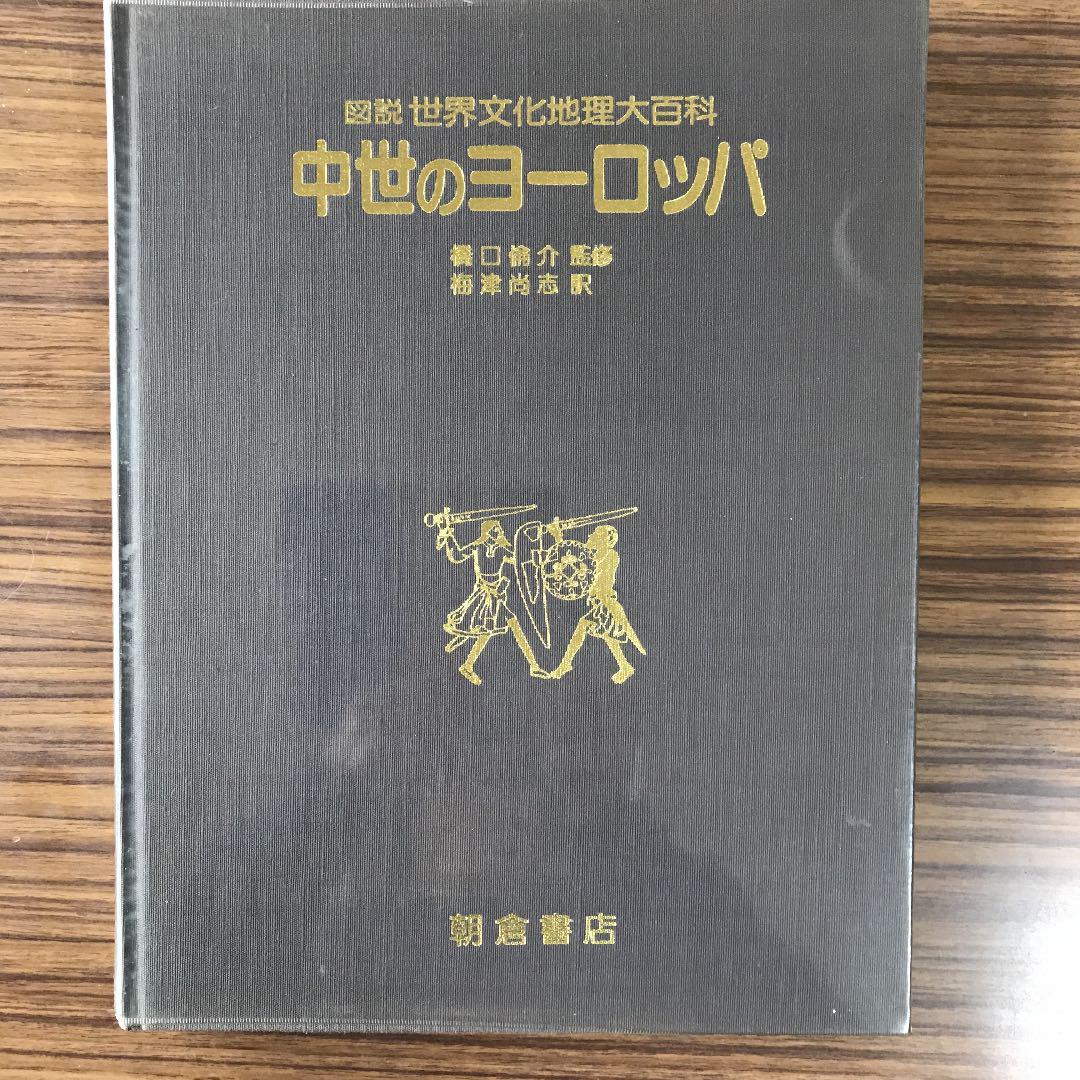 図説 世界文化地理大百科
中世のヨーロッパ
橋口倫介 監修
梅津尚志 訳
朝倉書店